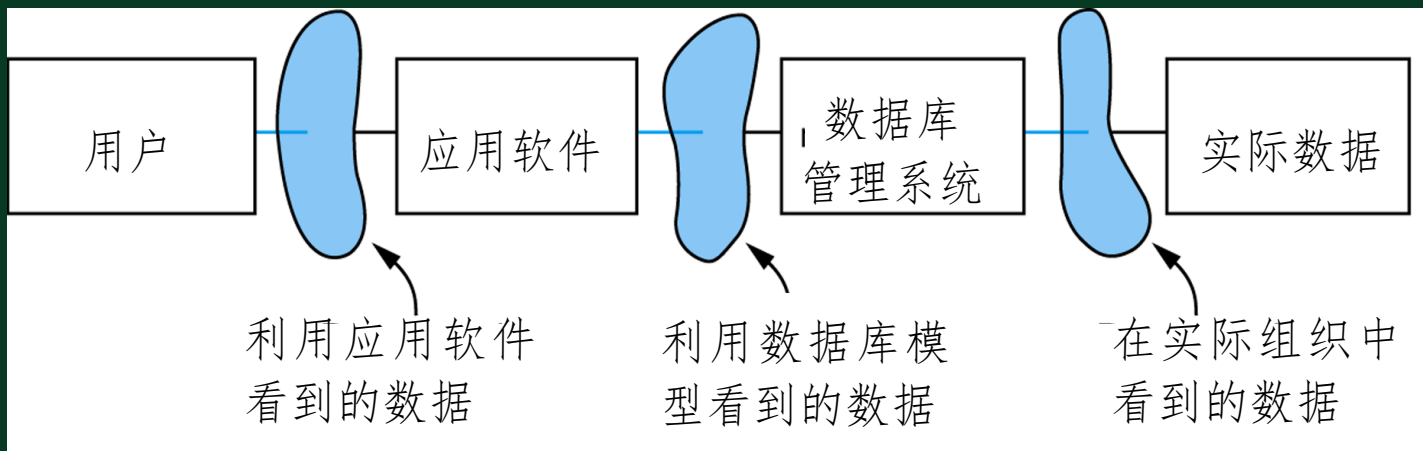 用户
应用软件
数据库
管理系统
实际数据
利用应用软件
看到的数据
利用数据库模
型看到的数据
在实际组织中
看到的数据